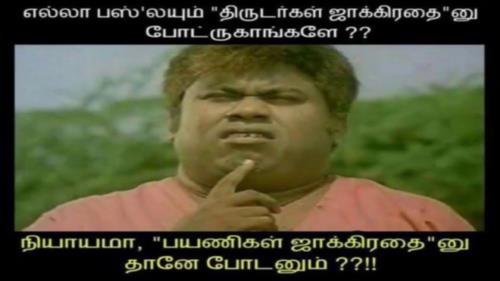 எல்லா பஸ்'லயும் "திருடர்கள் ஜாக்கிரதை"னு
போட்ருகாங்களே ??
நியாயமா, "பயணிகள் ஜாக்கிரதை"னு
தானே போடனும் ??!!